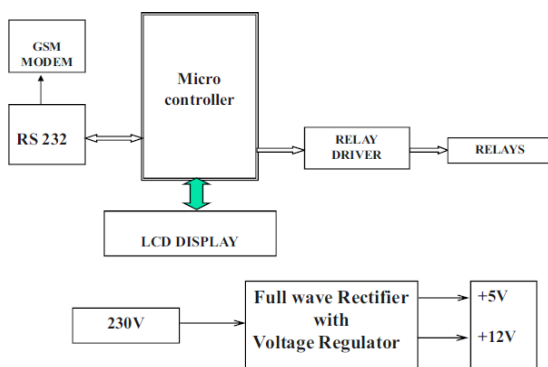 GSM
MODEM
Micro
controller
RS 232
RELAY
DRIVER
RELAYS
LCD DISPLAY
230V
Full wave Rectifier
with
Voltage Regulator
+5V
+12V